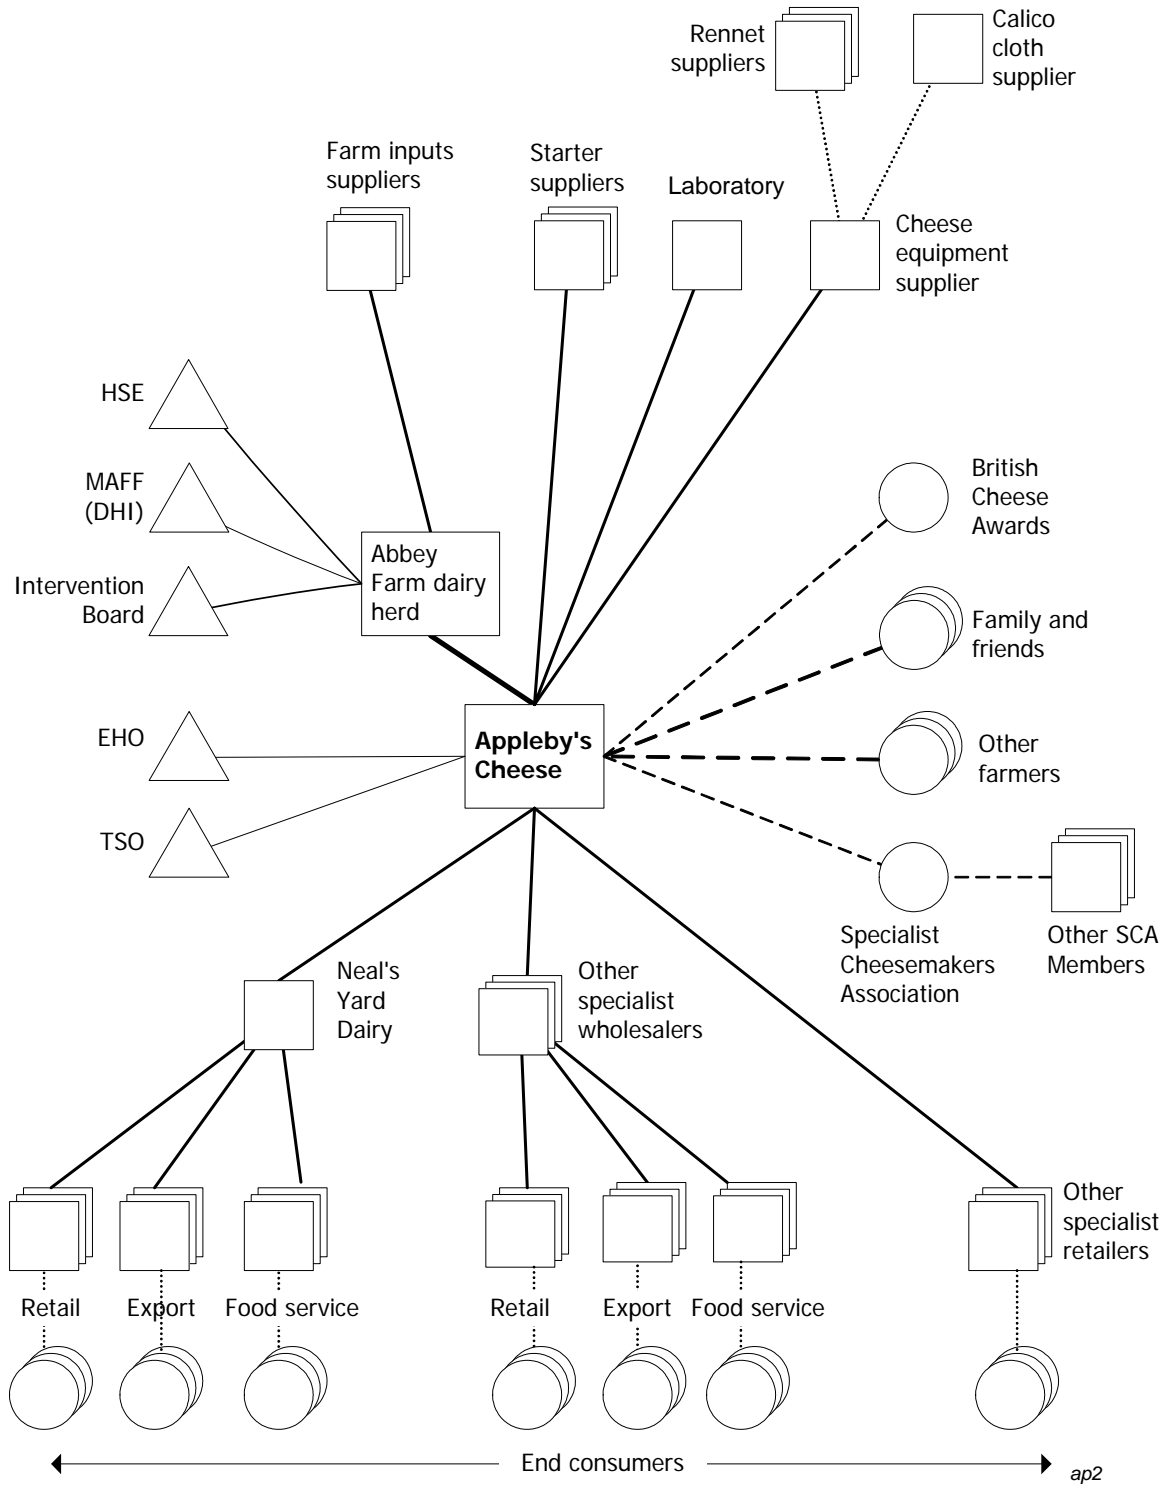 Rennet
suppliers
Calico
cloth
supplier
Farm inputs
suppliers
Starter
suppliers
Laboratory
Cheese
equipment
supplier
HSE
MAFF
(DHI)
Intervention
Board
Abbey
Farm dairy
herd
British
Cheese
Awards
Family and
friends
EHO
Appleby's
Cheese
Other
farmers
TSO
Specialist
Cheesemakers
Association
Other SCA
Members
Neal's
Yard
Dairy
Other
specialist
wholesalers
Other
specialist
retailers
Retail
Export
Food service
Retail
Export
Food service
End consumers
ap2